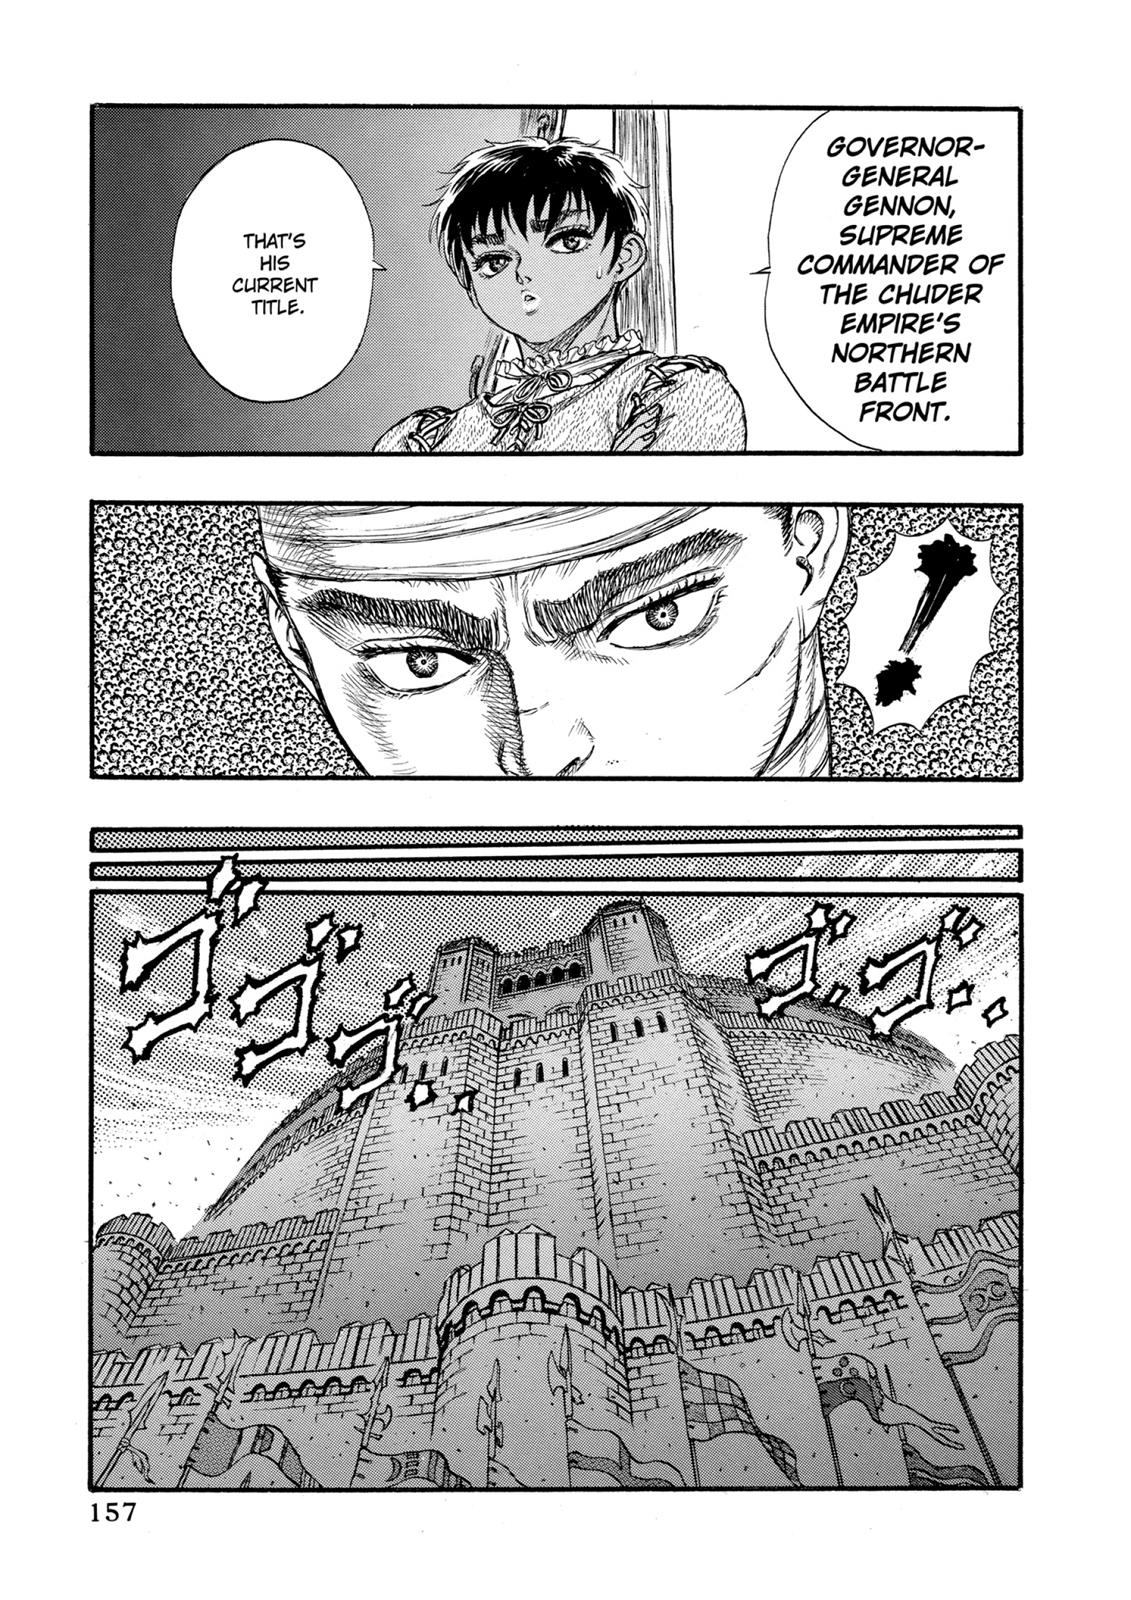 GOVERNOR-
GENERAL
GENNON,
SUPREME
COMMANDER OF
THE CHUDER
EMPIRE'S
NORTHERN
BATTLE
FRONT.
THAT'S
HIS
CURRENT
TITLE.
!
ゴゴ..
ゴゴゴ..
157